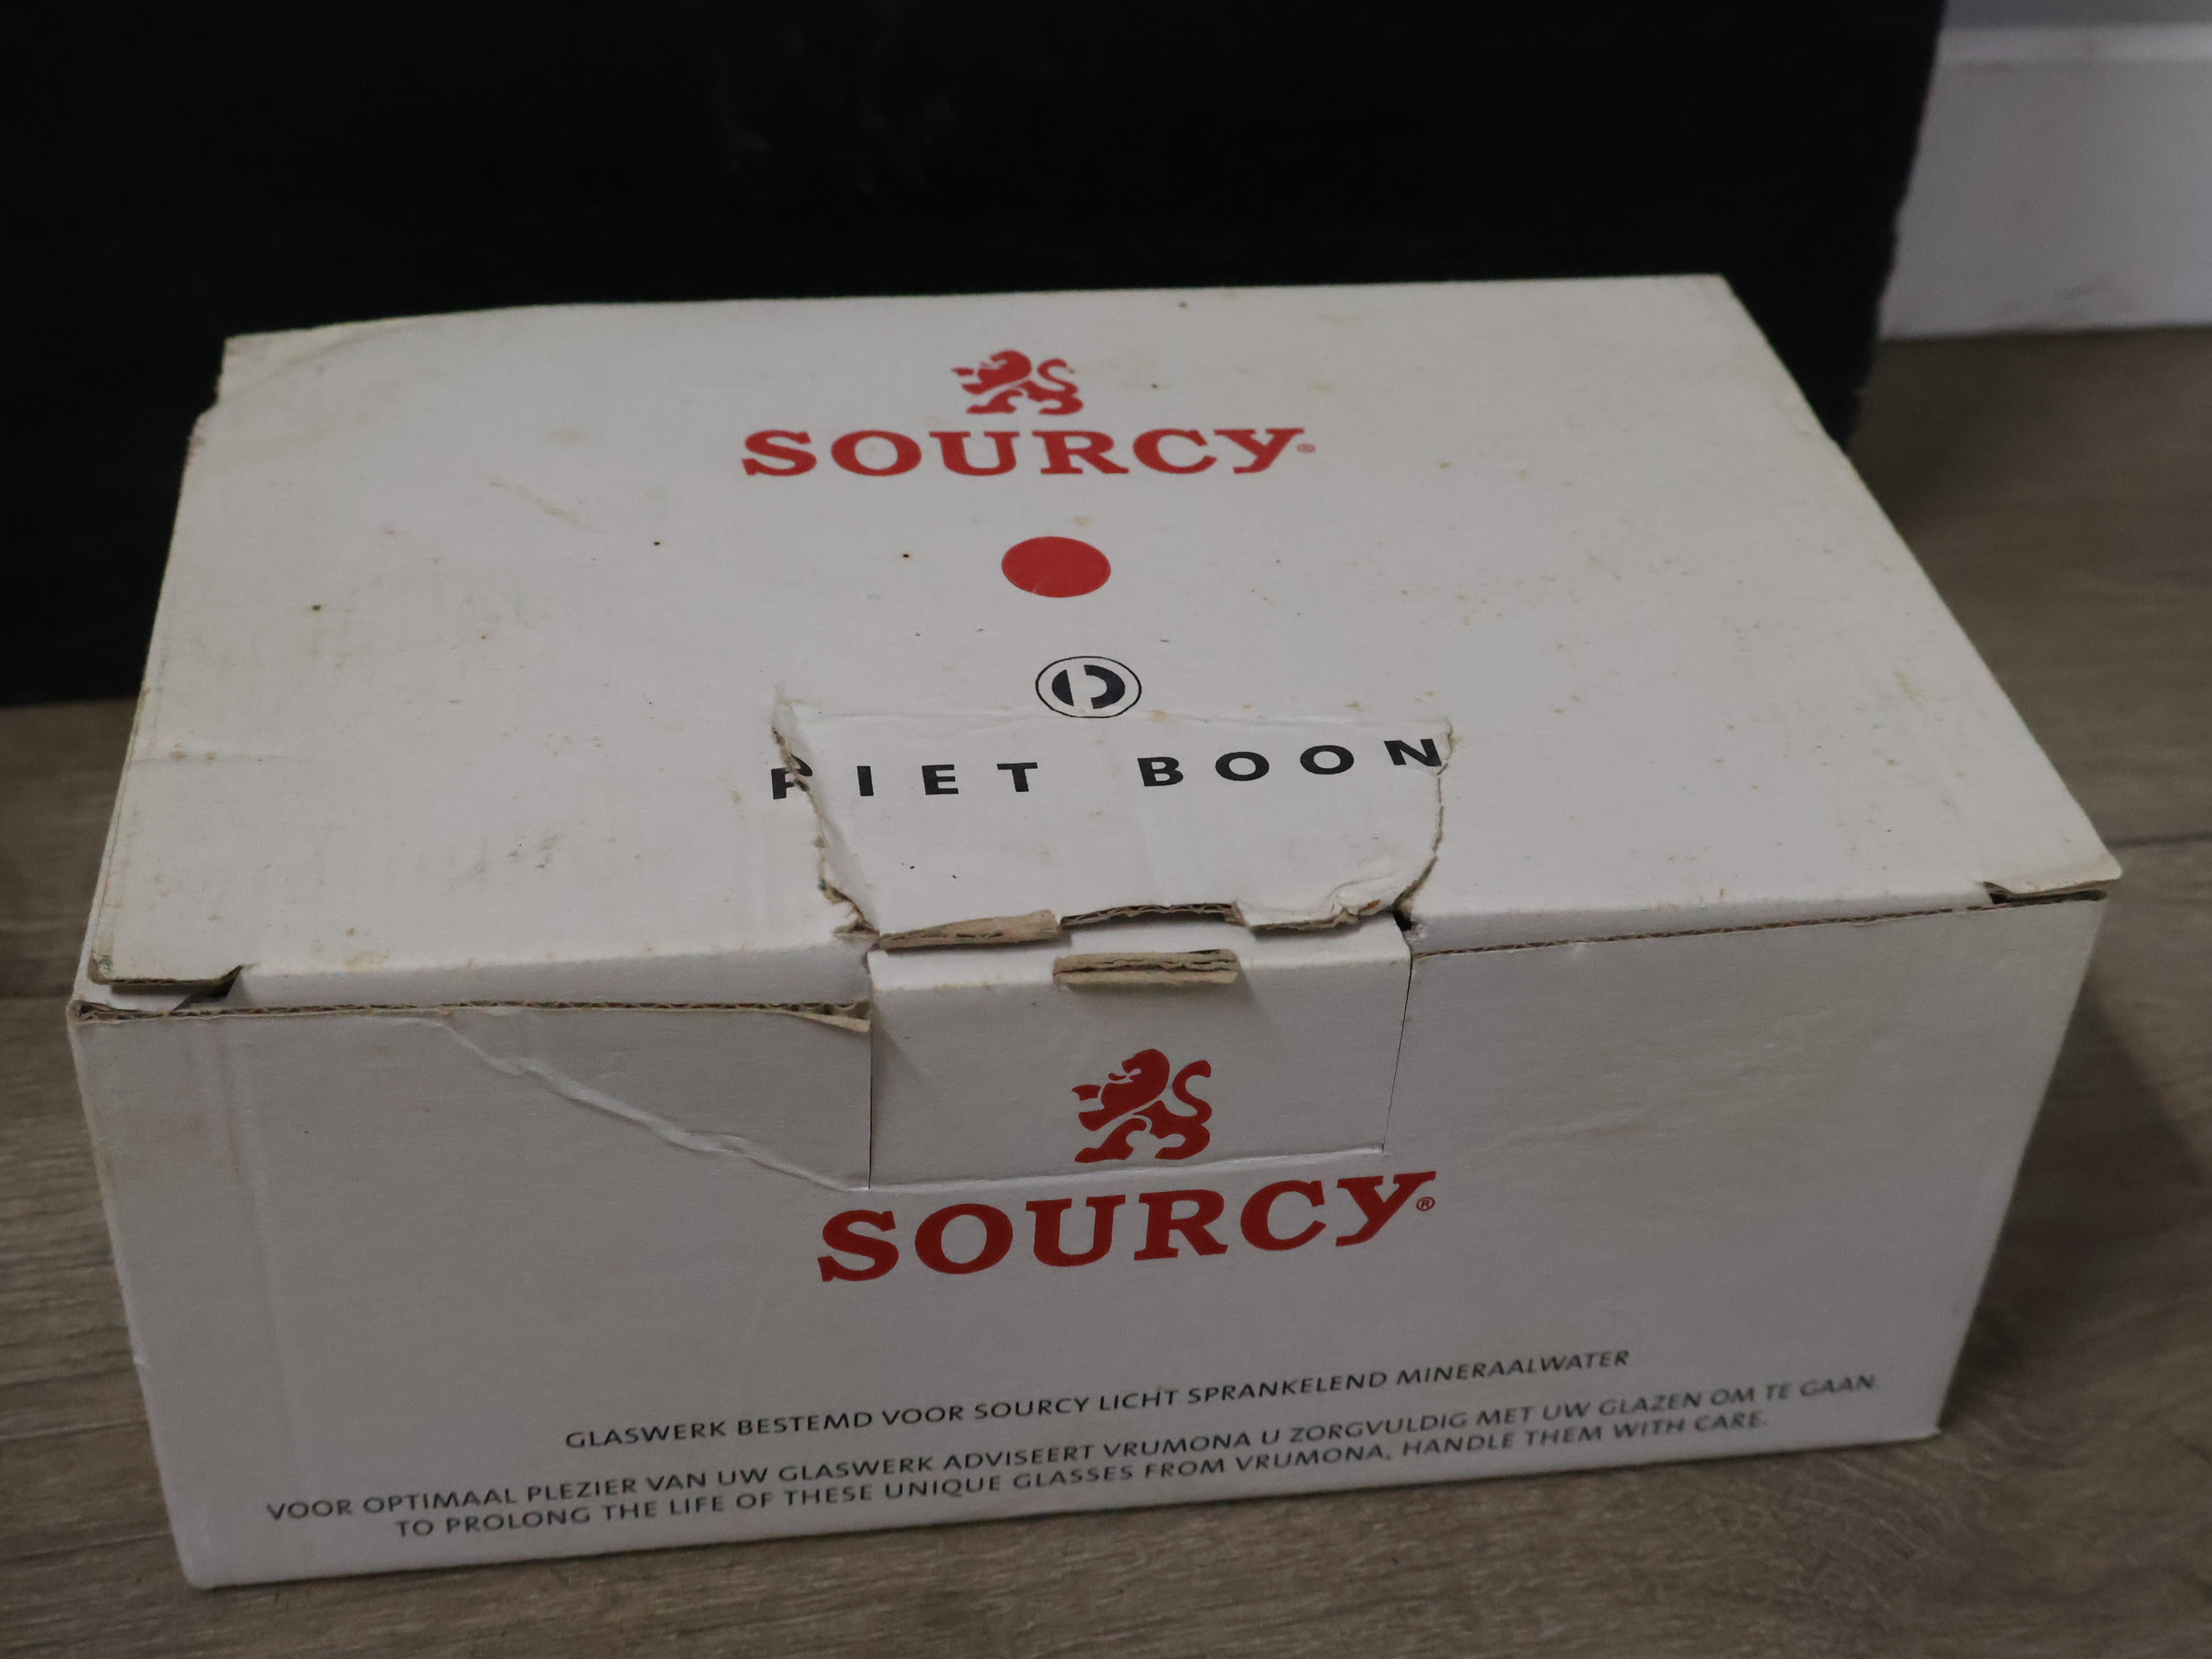 SOURCY®
PIET BOON
SOURCY®
GLASWERK BESTEMD VOOR SOURCY LICHT SPRANKELEND MINERAALWATER
VOOR OPTIMAAL PLEZIER VAN UW GLASWERK ADVISEERT VRUMONA U ZORGVULDIG MET UW GLAZEN OM TE GAAN.
TO PROLONG THE LIFE OF THESE UNIQUE GLASSES FROM VRUMONA, HANDLE THEM WITH CARE.